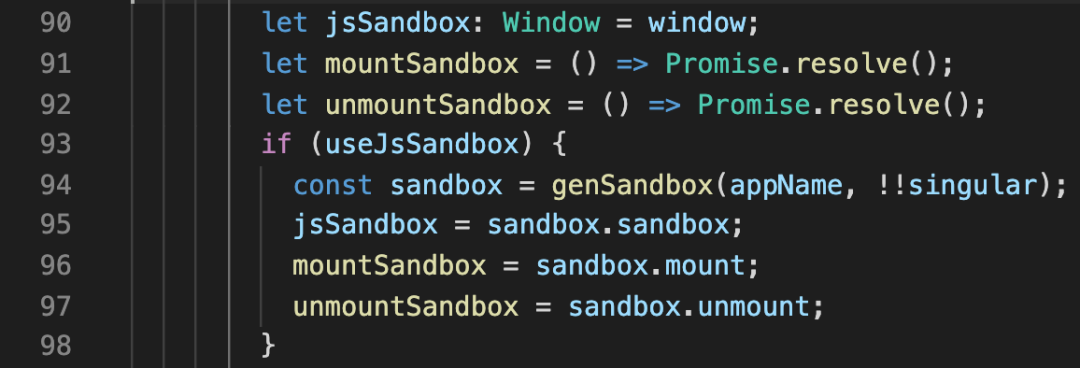 90 let jsSandbox: Window = window;
91 let mountSandbox = () => Promise.resolve();
92 let unmountSandbox = () => Promise.resolve();
93 if (useJsSandbox) {
94 const sandbox = genSandbox(appName, !!singular);
95 jsSandbox = sandbox.sandbox;
96 mountSandbox = sandbox.mount;
97 unmountSandbox = sandbox.unmount;
98 }